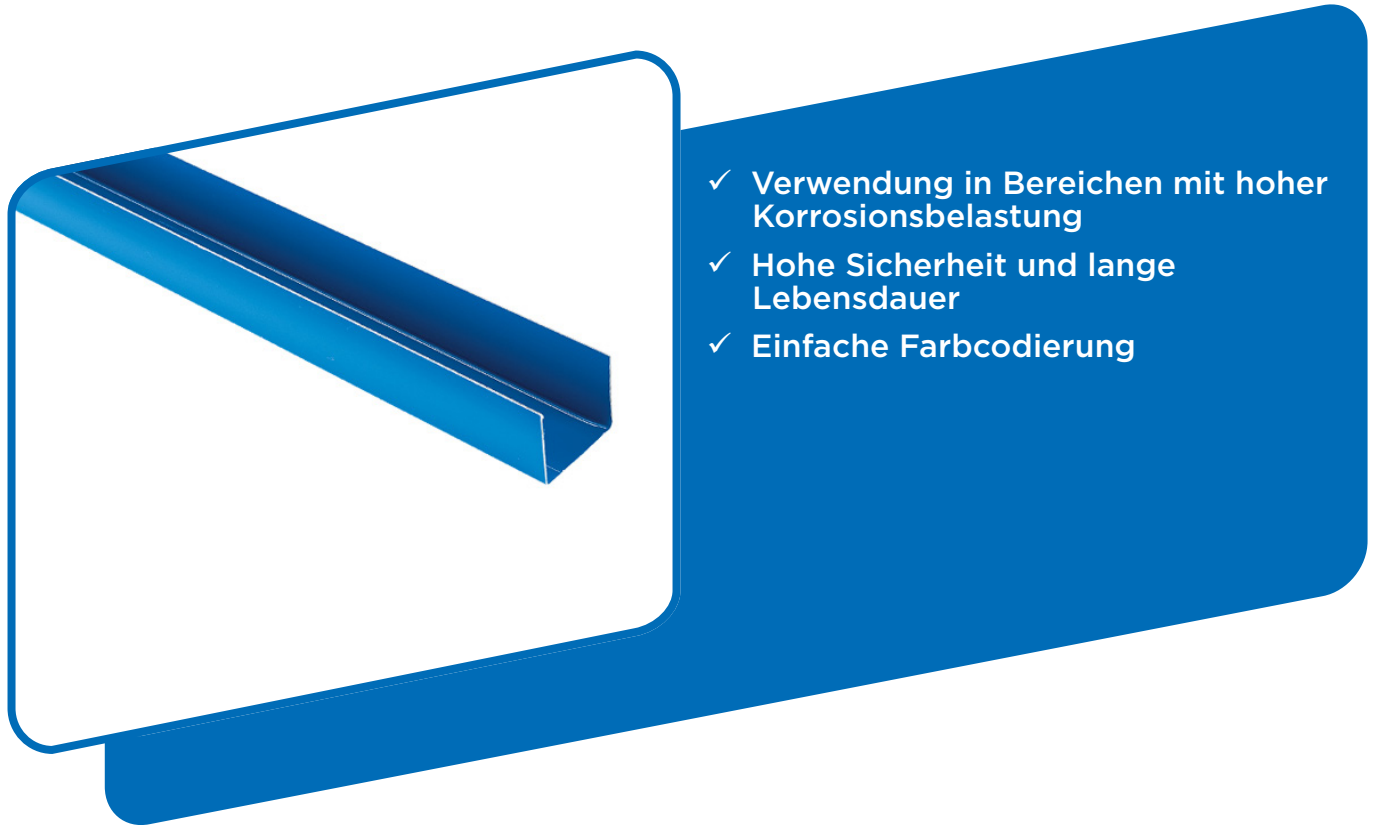 ✓ Verwendung in Bereichen mit hoher
Korrosionsbelastung
✓ Hohe Sicherheit und lange
Lebensdauer
✓ Einfache Farbcodierung